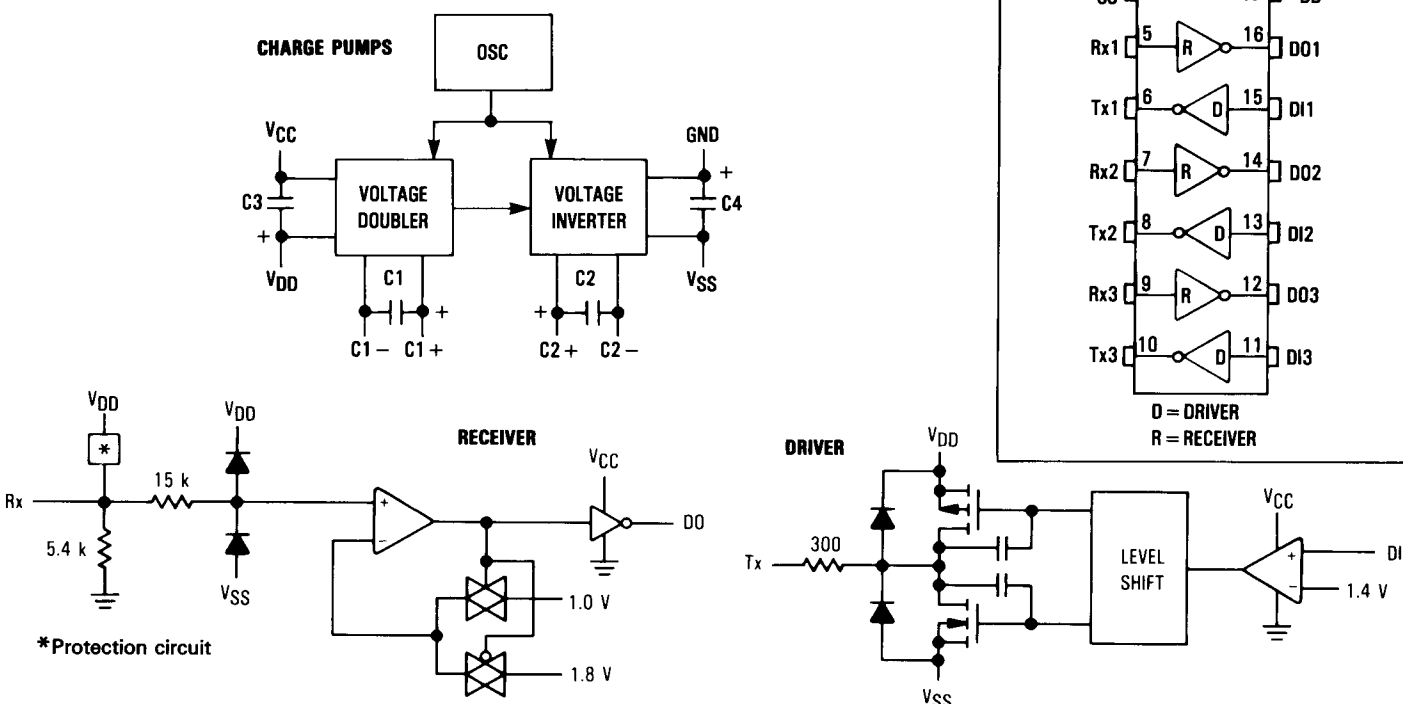 CHARGE PUMPS
OSC
VCC
GND
+
C3
VOLTAGE
DOUBLER
VOLTAGE
INVERTER
C4
+
VDD
VSS
C1
C2
+
+
C1 − C1 +
C2 + C2 −
Rx1 5 R 16 DO1
Tx1 6 D 15 DI1
Rx2 7 R 14 DO2
Tx2 8 D 13 DI2
Rx3 9 R 12 DO3
Tx3 10 D 11 DI3
D = DRIVER
R = RECEIVER
RECEIVER
VDD
*
VDD
Rx
15 k
5.4 k
VSS
+
−
VCC
DO
1.0 V
1.8 V
*Protection circuit
DRIVER
VDD
Tx
300
LEVEL
SHIFT
VCC
+
−
DI
1.4 V
VSS